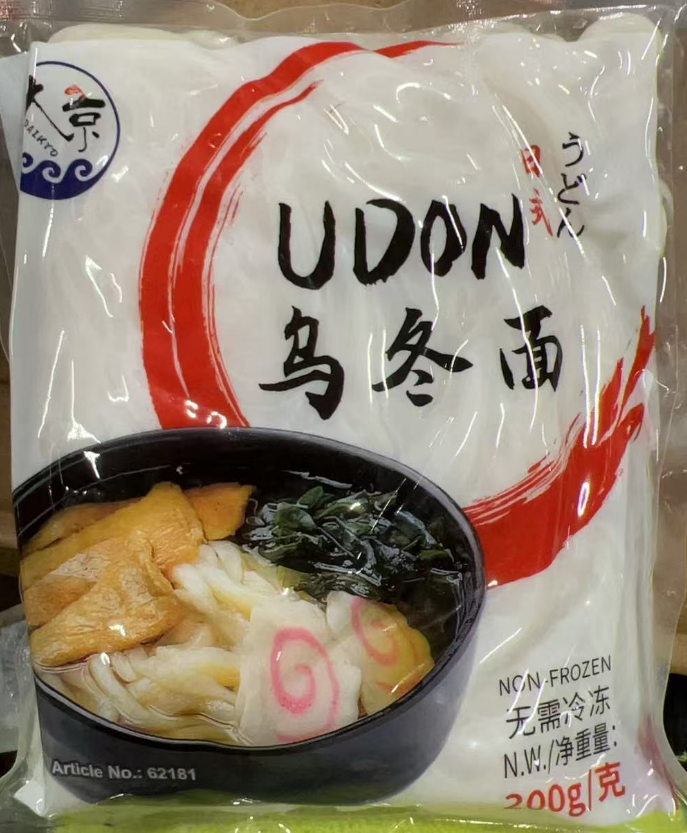 大京
DAIKYO
うどん
日式
UDON
乌冬面
NON-FROZEN
无需冷冻
N.W./净重量:
200g/克
Article No.: 62181